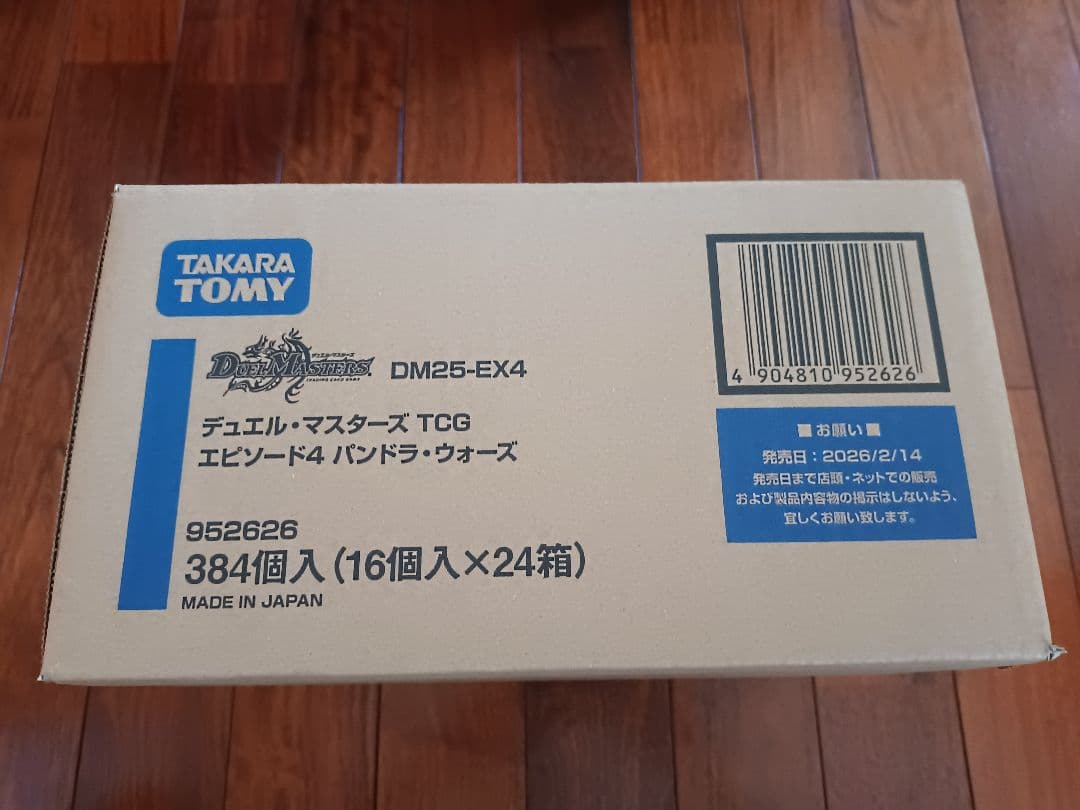 TAKARA
TOMY
デュエル・マスターズ
DUEL MASTERS
TRADING CARD GAME
DM25-EX4
デュエル・マスターズ TCG
エピソード4 パンドラ・ウォーズ
952626
384個入(16個入×24箱)
MADE IN JAPAN
4 904810 952626
■お願い■
発売日:2026/2/14
発売日まで店頭・ネットでの販売
および製品内容物の掲示はしないよう、
宜しくお願い致します。